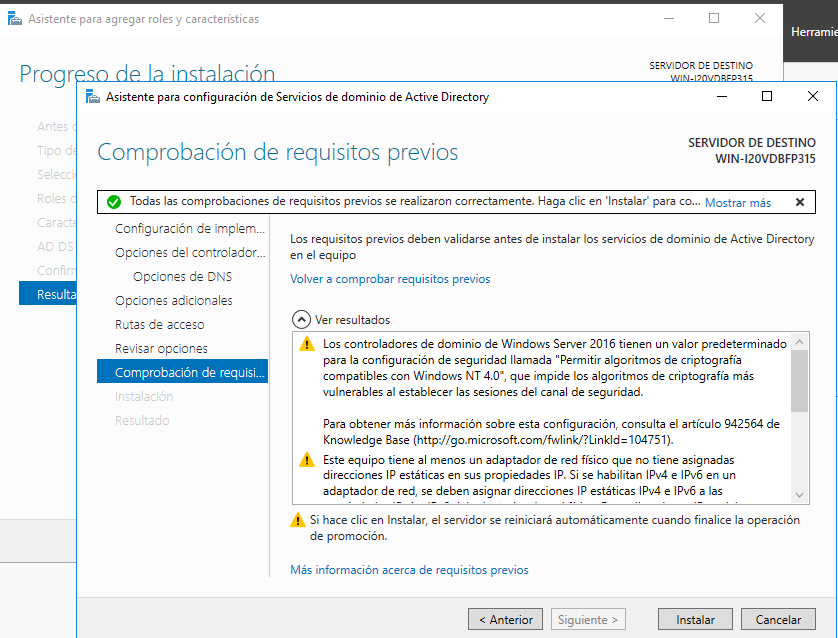 Asistente para agregar roles y características
Herramie
Progreso de la instalación
SERVIDOR DE DESTINO
WIN-I20VDBFP315
Antes d
Tipo de
Selecci
Roles d
Caracte
AD DS
Confirm
Resulta
Asistente para configuración de Servicios de dominio de Active Directory
Comprobación de requisitos previos
SERVIDOR DE DESTINO
WIN-I20VDBFP315
Todas las comprobaciones de requisitos previos se realizaron correctamente. Haga clic en 'Instalar' para co... Mostrar más
Configuración de implem...
Opciones del controlador...
Opciones de DNS
Opciones adicionales
Rutas de acceso
Revisar opciones
Comprobación de requisi...
Instalación
Resultado
Los requisitos previos deben validarse antes de instalar los servicios de dominio de Active Directory
en el equipo
Volver a comprobar requisitos previos
Ver resultados
Los controladores de dominio de Windows Server 2016 tienen un valor predeterminado
para la configuración de seguridad llamada "Permitir algoritmos de criptografía
compatibles con Windows NT 4.0", que impide los algoritmos de criptografía más
vulnerables al establecer las sesiones del canal de seguridad.
Para obtener más información sobre esta configuración, consulta el artículo 942564 de
Knowledge Base (http://go.microsoft.com/fwlink/?LinkId=104751).
Este equipo tiene al menos un adaptador de red físico que no tiene asignadas
direcciones IP estáticas en sus propiedades IP. Si se habilitan IPv4 e IPv6 en un
adaptador de red, se deben asignar direcciones IP estáticas IPv4 e IPv6 a las
Si hace clic en Instalar, el servidor se reiniciará automáticamente cuando finalice la operación
de promoción.
Más información acerca de requisitos previos
< Anterior
Siguiente >
Instalar
Cancelar